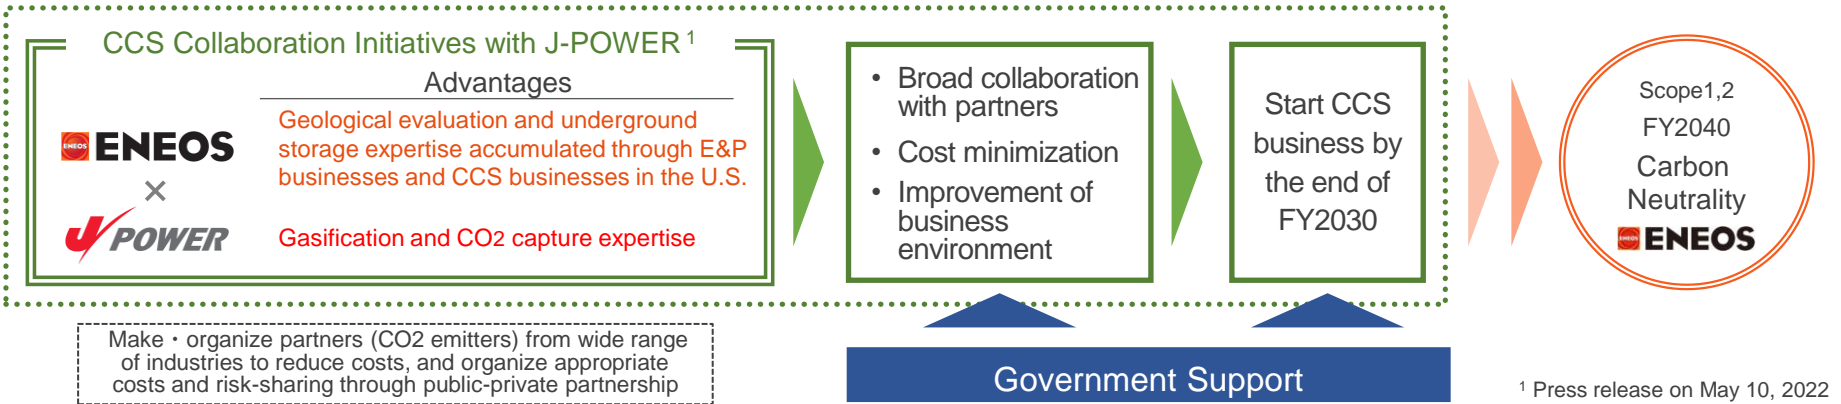 CCS Collaboration Initiatives with J-POWER 1
Advantages
ENEOS
ENEOS
Geological evaluation and underground
storage expertise accumulated through E&P
businesses and CCS businesses in the U.S.
×
J POWER
Gasification and CO2 capture expertise
• Broad collaboration
with partners
• Cost minimization
• Improvement of
business
environment
Start CCS
business by
the end of
FY2030
Scope1,2
FY2040
Carbon
Neutrality
ENEOS
ENEOS
Make・organize partners (CO2 emitters) from wide range
of industries to reduce costs, and organize appropriate
costs and risk-sharing through public-private partnership
Government Support
1 Press release on May 10, 2022